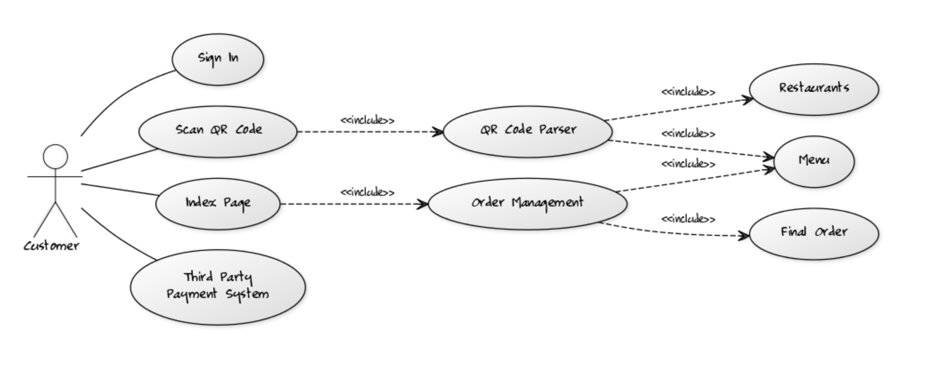 Sign In
Restaurants
<<include>>
Scan QR Code
<<include>>
QR Code Parser
<<include>>
Menu
<<include>>
Index Page
<<include>>
Order Management
<<include>>
Final Order
Customer
Third Party
Payment System